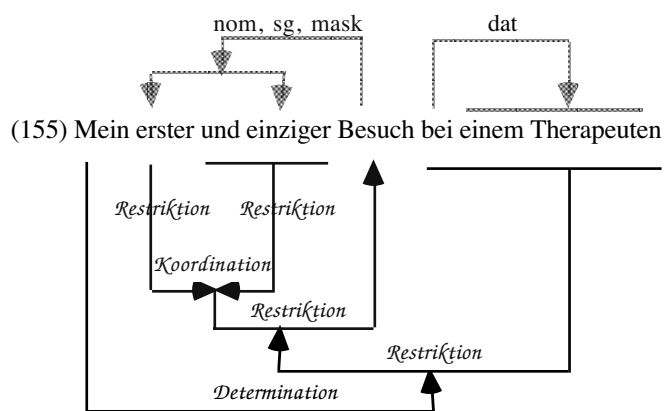 nom, sg, mask dat
(155) Mein erster und einziger Besuch bei einem Therapeuten
Restriktion Restriktion
Koordination
Restriktion
Restriktion
Determination